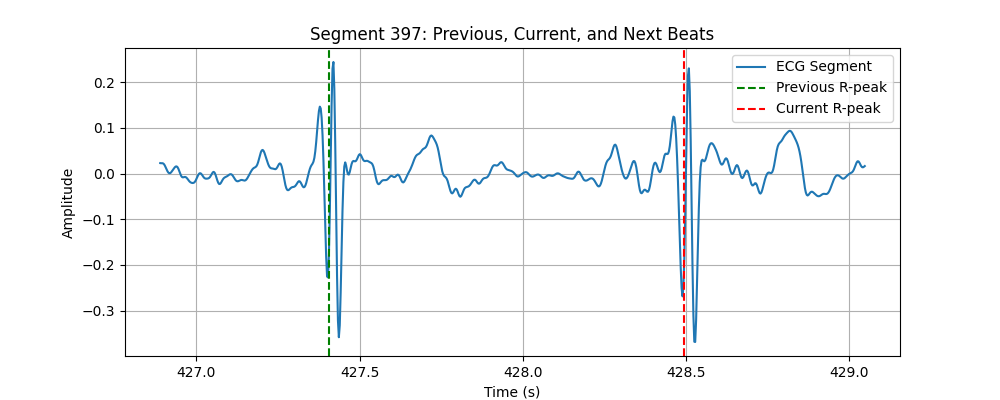 Segment 397: Previous, Current, and Next Beats
ECG Segment
Previous R-peak
Current R-peak
Amplitude
0.2
0.1
0.0
−0.1
−0.2
−0.3
427.0 427.5 428.0 428.5 429.0
Time (s)